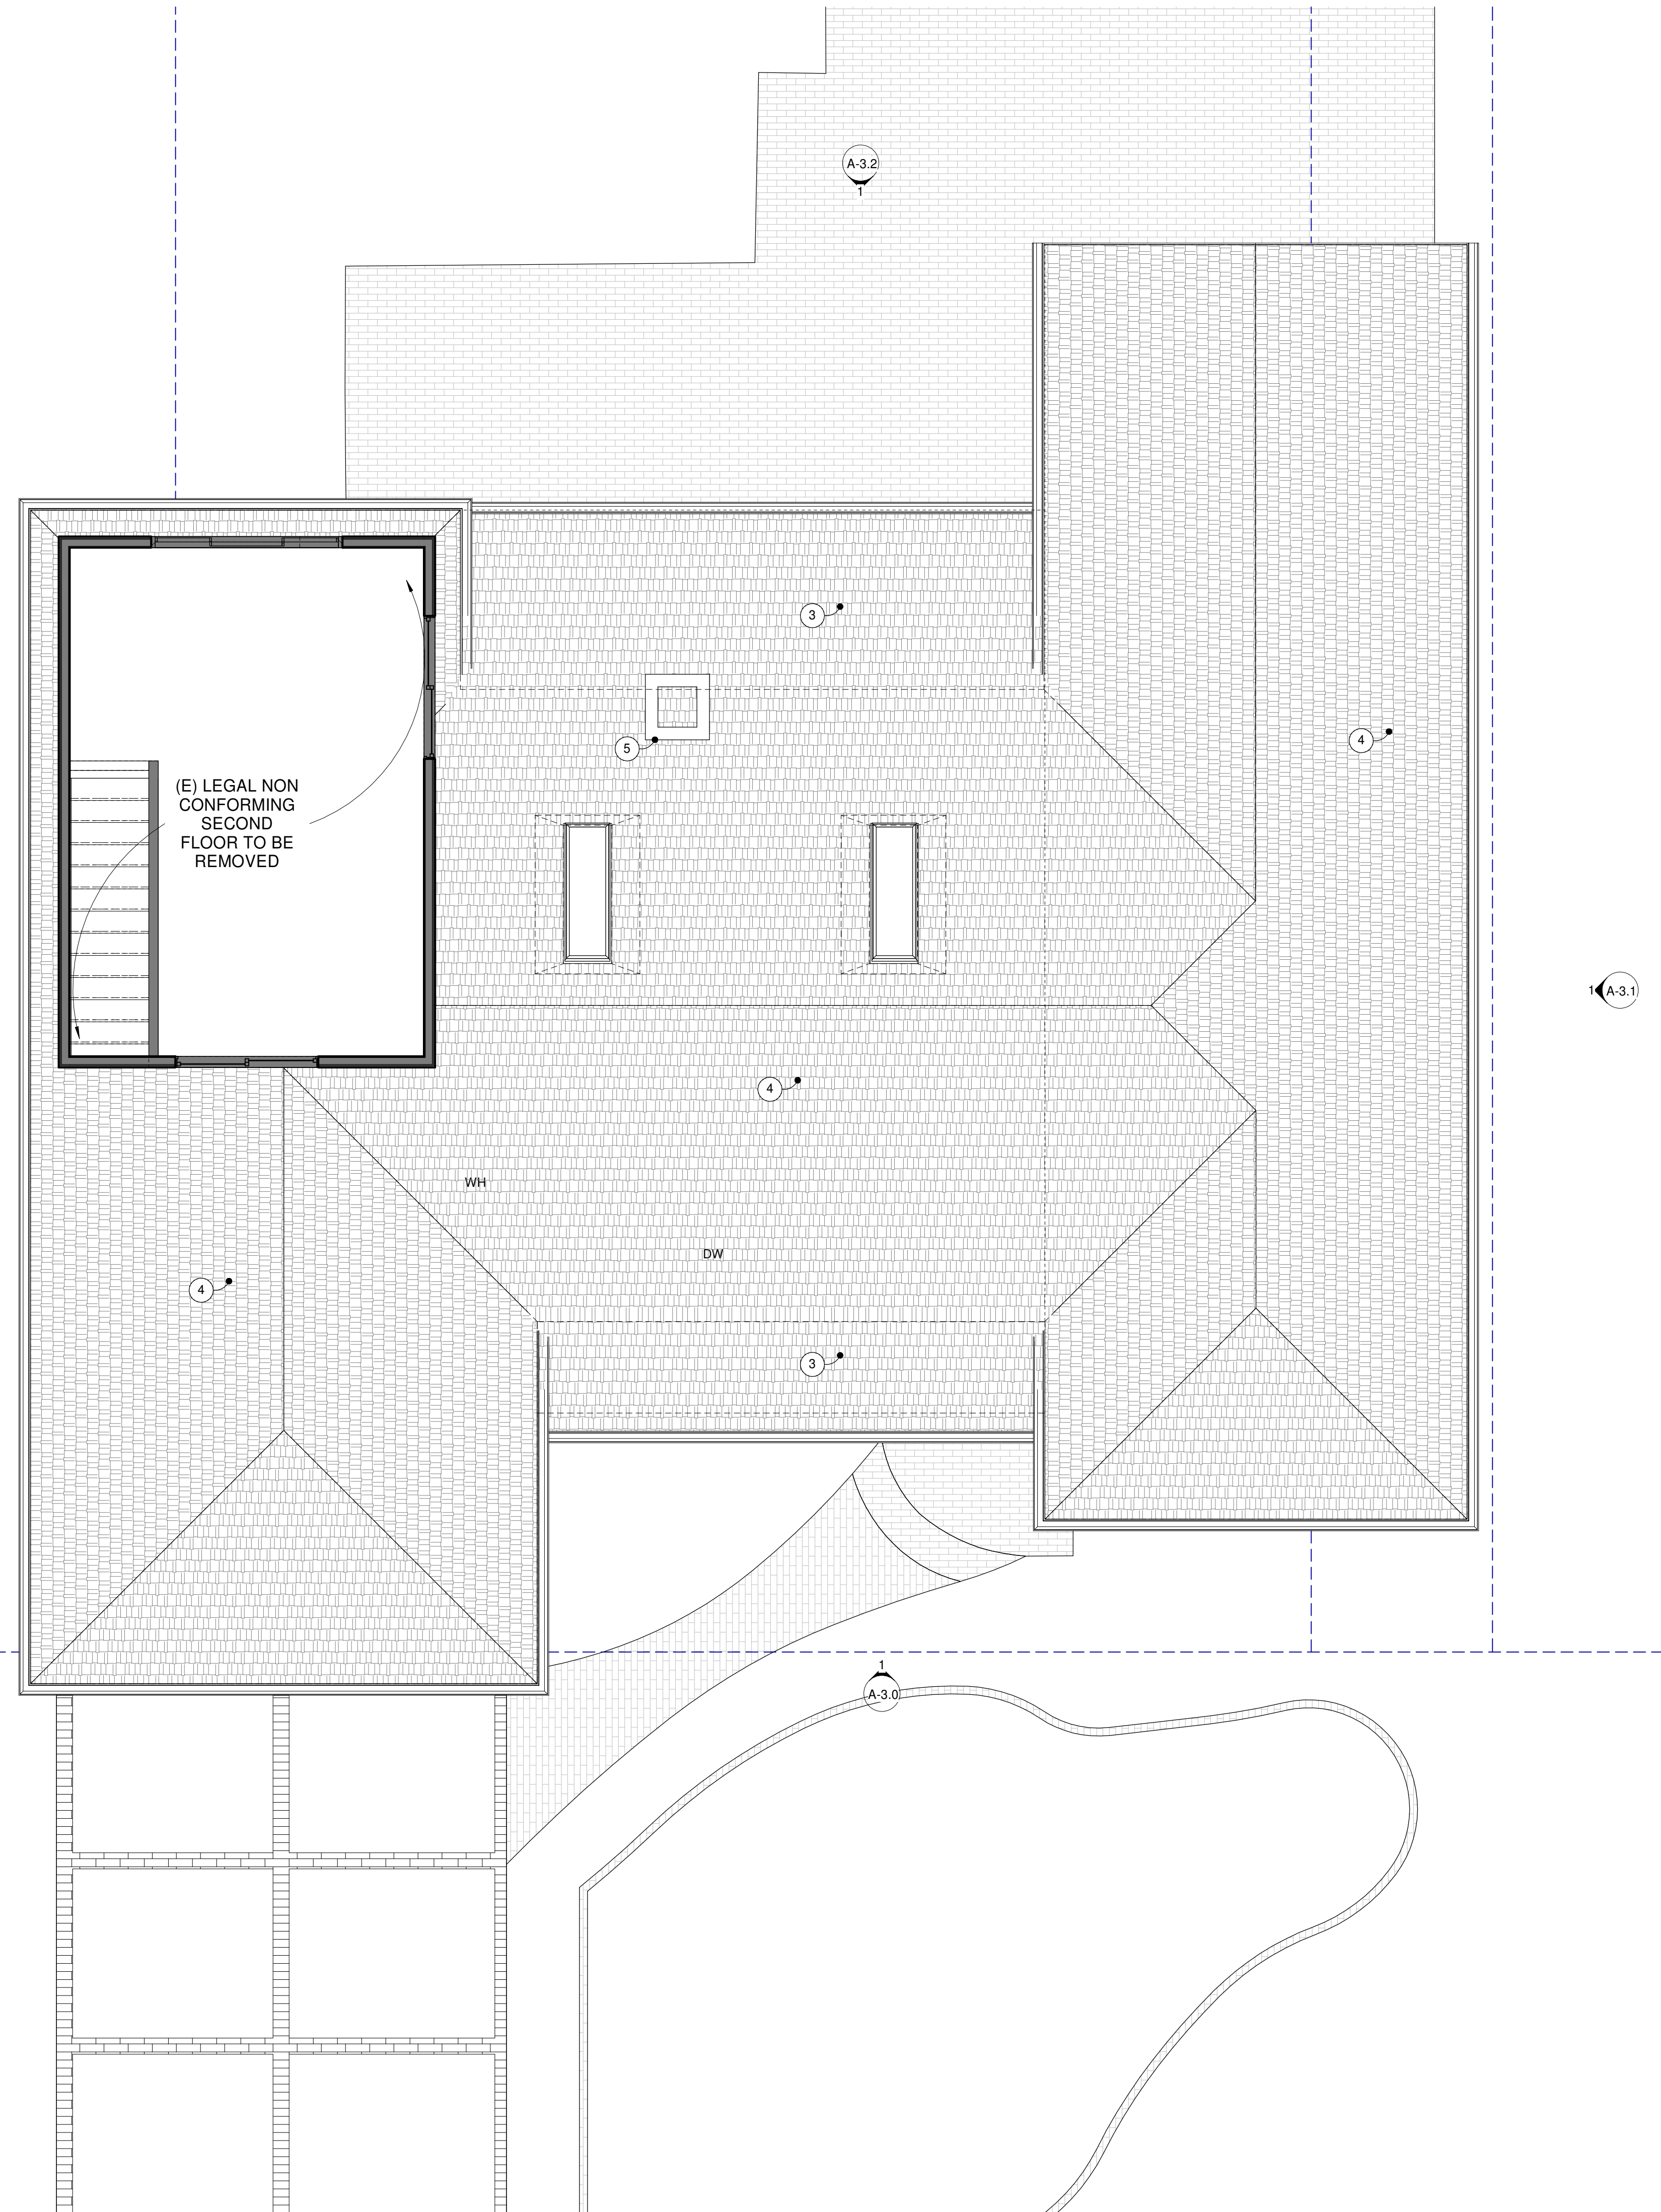 A-3.2
1
3
5
4
(E) LEGAL NON
CONFORMING
SECOND
FLOOR TO BE
REMOVED
1 A-3.1
4
WH
DW
4
3
1
A-3.0